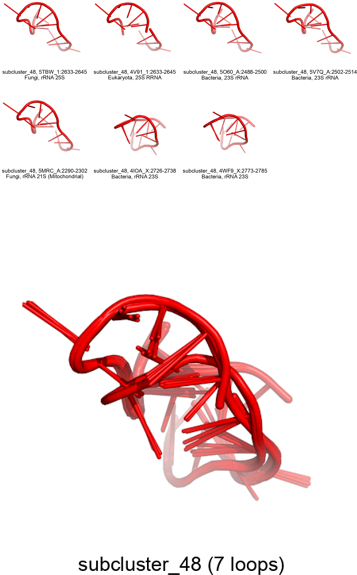 subcluster_48, 5TBW_1:2633-2645
Fungi, rRNA 25S
subcluster_48, 4V91_1:2633-2645
Eukaryota, 25S RRNA
subcluster_48, 5O60_A:2488-2500
Bacteria, 23S rRNA
subcluster_48, 5V7Q_A:2502-2514
Bacteria, 23S rRNA
subcluster_48, 5MRC_A:2290-2302
Fungi, rRNA 21S (Mitochondrial)
subcluster_48, 4IOA_X:2726-2738
Bacteria, rRNA 23S
subcluster_48, 4WF9_X:2773-2785
Bacteria, rRNA 23S
subcluster_48 (7 loops)